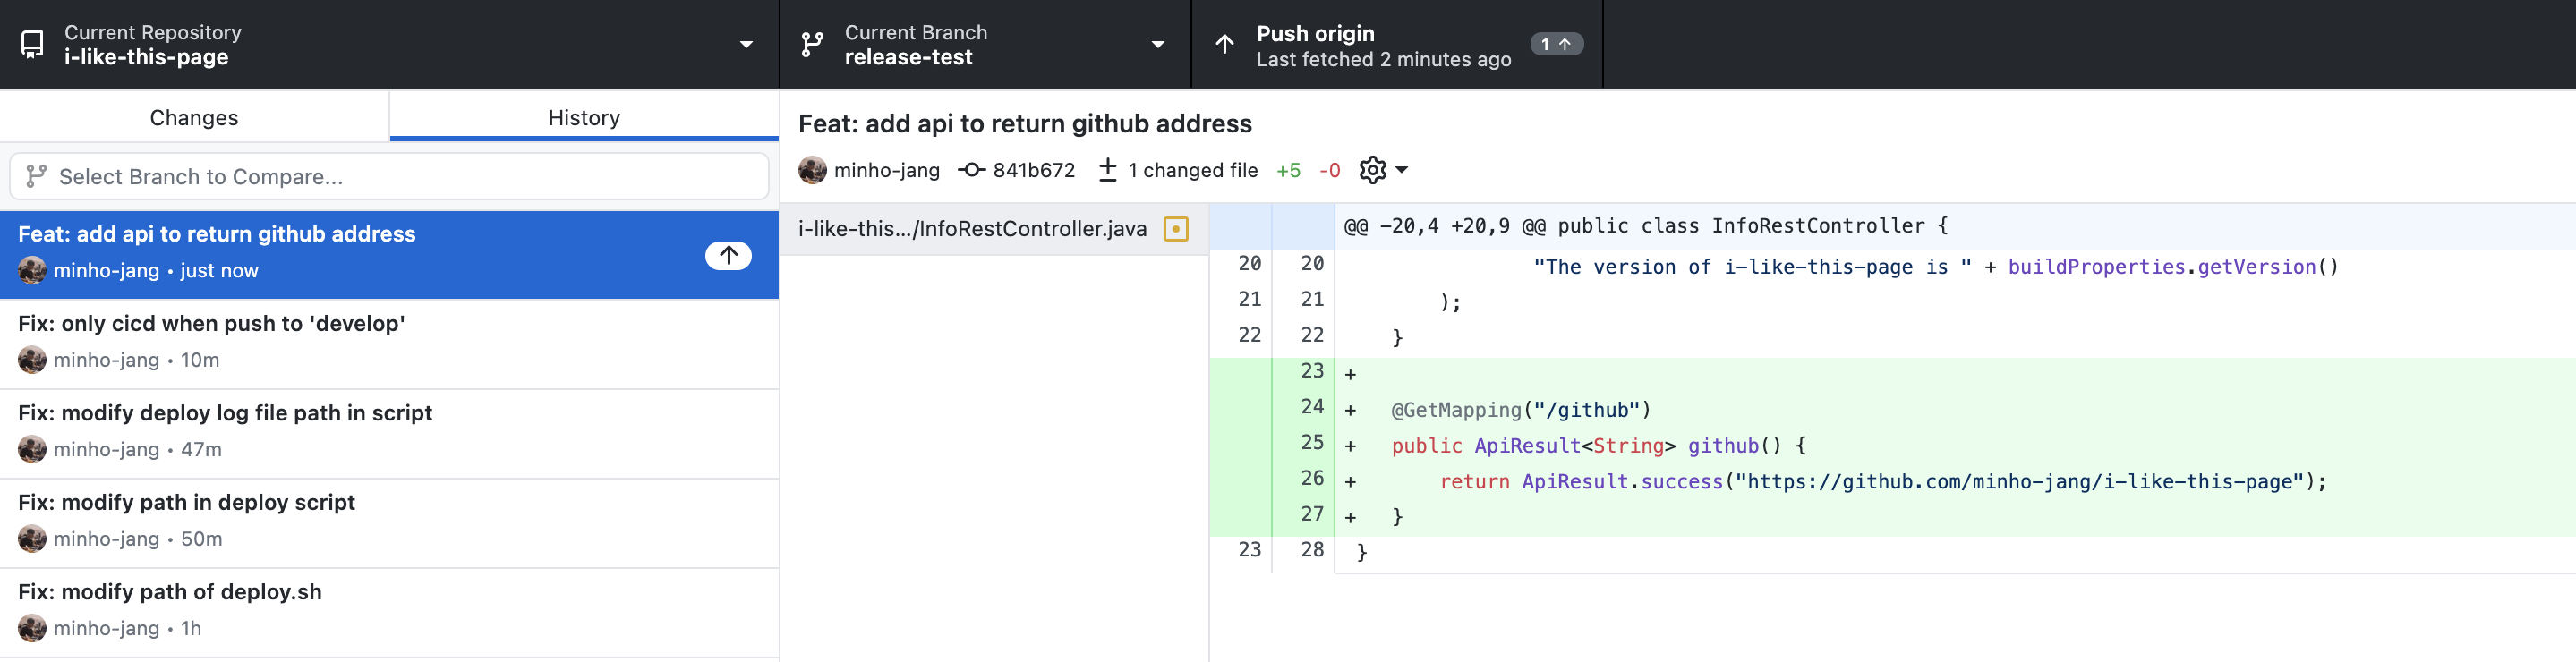 Current Repository
i-like-this-page
Current Branch
release-test
Push origin
Last fetched 2 minutes ago
1 ↑
Changes
History
Select Branch to Compare...
Feat: add api to return github address
minho-jang • just now
Fix: only cicd when push to 'develop'
minho-jang • 10m
Fix: modify deploy log file path in script
minho-jang • 47m
Fix: modify path in deploy script
minho-jang • 50m
Fix: modify path of deploy.sh
minho-jang • 1h
Feat: add api to return github address
minho-jang 841b672 1 changed file +5 -0
i-like-this.../InfoRestController.java
@@ -20,4 +20,9 @@ public class InfoRestController {
20 20 "The version of i-like-this-page is " + buildProperties.getVersion()
21 21 );
22 22 }
23 +
24 + @GetMapping("/github")
25 + public ApiResult<String> github() {
26 + return ApiResult.success("https://github.com/minho-jang/i-like-this-page");
27 + }
23 28 }